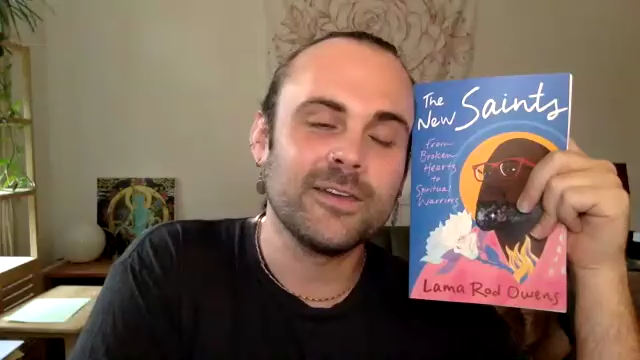 The
New Saints
from
Broken
Hearts
to
Spiritual
Warriors
Lama Rod Owens